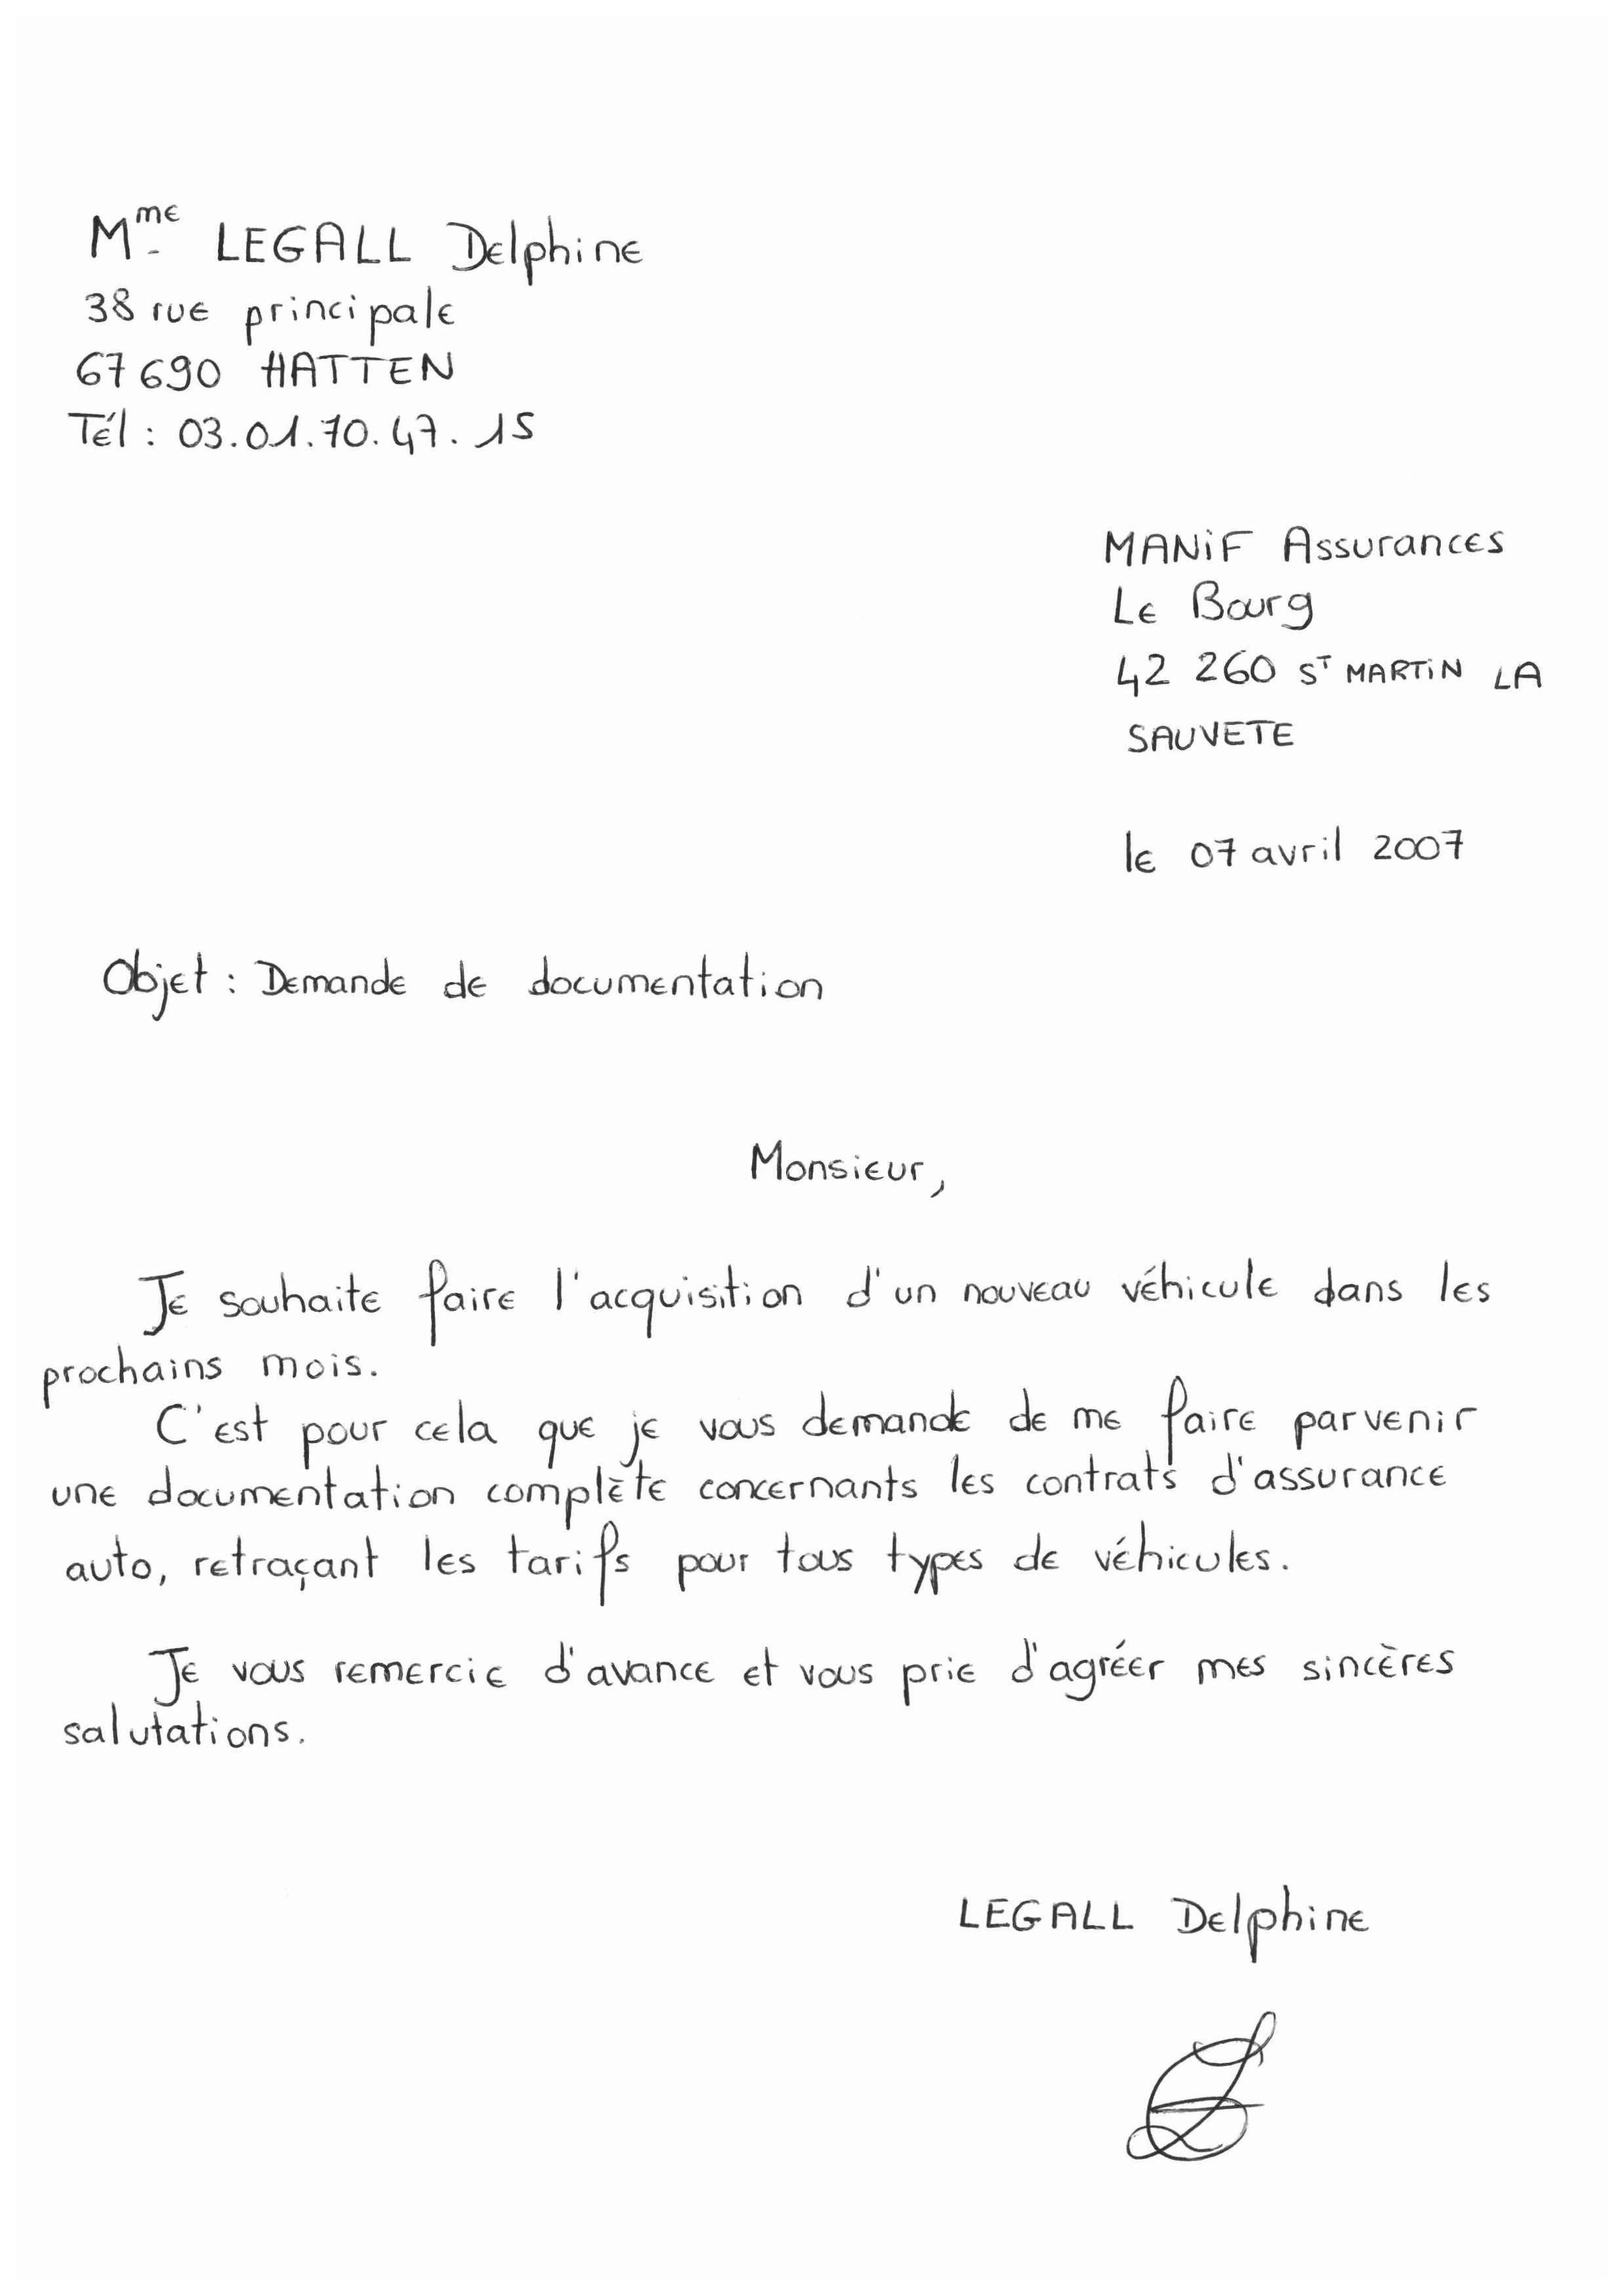 Mme LEGALL Delphine
38 rue principale
67690 HATTEN
Tél : 03.01.70.47.15
MANiF Assurances
Le Bourg
42 260 ST MARTiN LA
SAUVETE
le 07 avril 2007
Objet : Demande de documentation
Monsieur,
Je souhaite faire l'acquisition d'un nouveau véhicule dans les
prochains mois.
C'est pour cela que je vous demande de me faire parvenir
une documentation complète concernants les contrats d'assurance
auto, retraçant les tarifs pour tous types de véhicules.
Je vous remercie d'avance et vous prie d'agréer mes sincères
salutations.
LEGALL Delphine